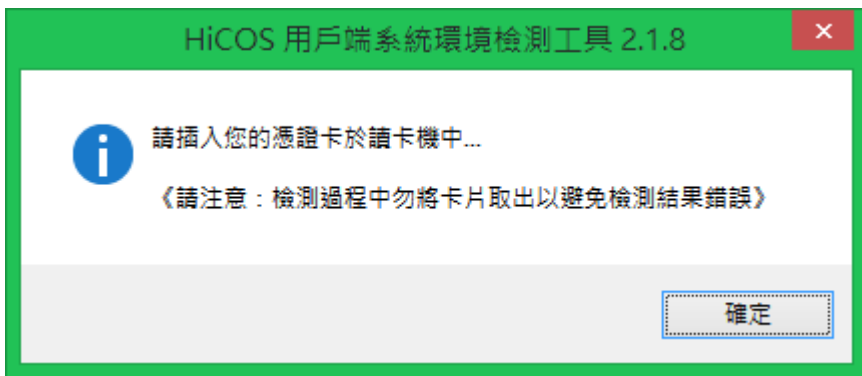 HiCOS 用戶端系統環境檢測工具 2.1.8
請插入您的憑證卡於讀卡機中...
《請注意：檢測過程中勿將卡片取出以避免檢測結果錯誤》
確定